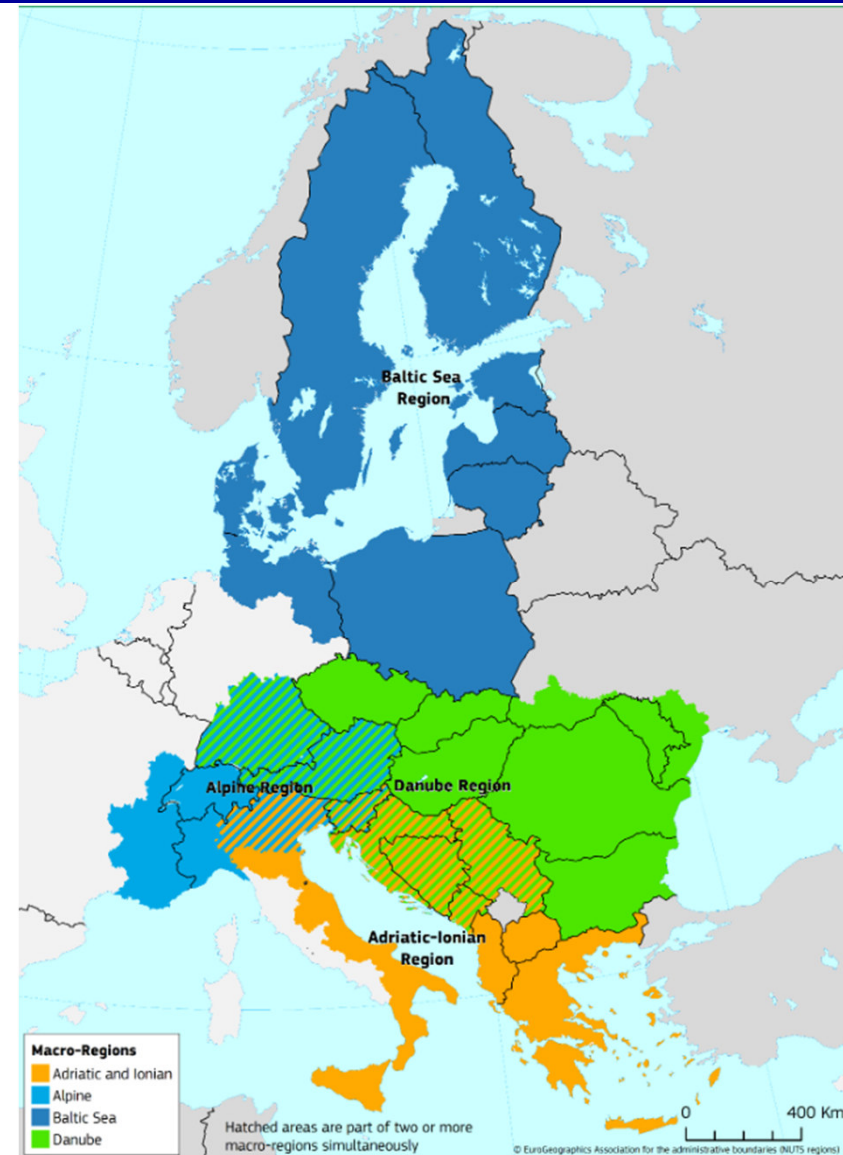 Baltic Sea
Region
Alpine Region
Danube Region
Adriatic-Ionian
Region
Macro-Regions
Adriatic and Ionian
Alpine
Baltic Sea
Danube
Hatched areas are part of two or more
macro-regions simultaneously
0 400 Km
© EuroGeographics Association for the administrative boundaries (NUTS regions)